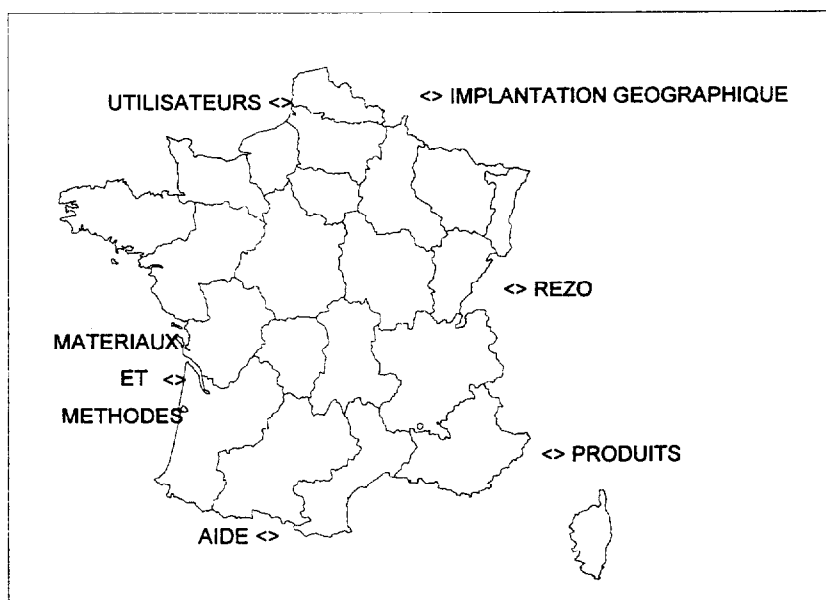 UTILISATEURS <>
<> IMPLANTATION GEOGRAPHIQUE
<> REZO
MATERIAUX
ET <>
METHODES
<> PRODUITS
AIDE <>